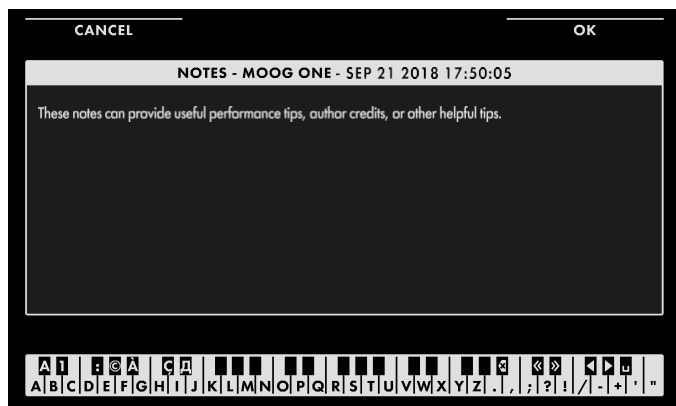 CANCEL OK
NOTES - MOOG ONE - SEP 21 2018 17:50:05
These notes can provide useful performance tips, author credits, or other helpful tips.
A 1 : © À Ç Д « »
A B C D E F G H I J K L M N O P Q R S T U V W X Y Z . , ; ? ! / - + ' "